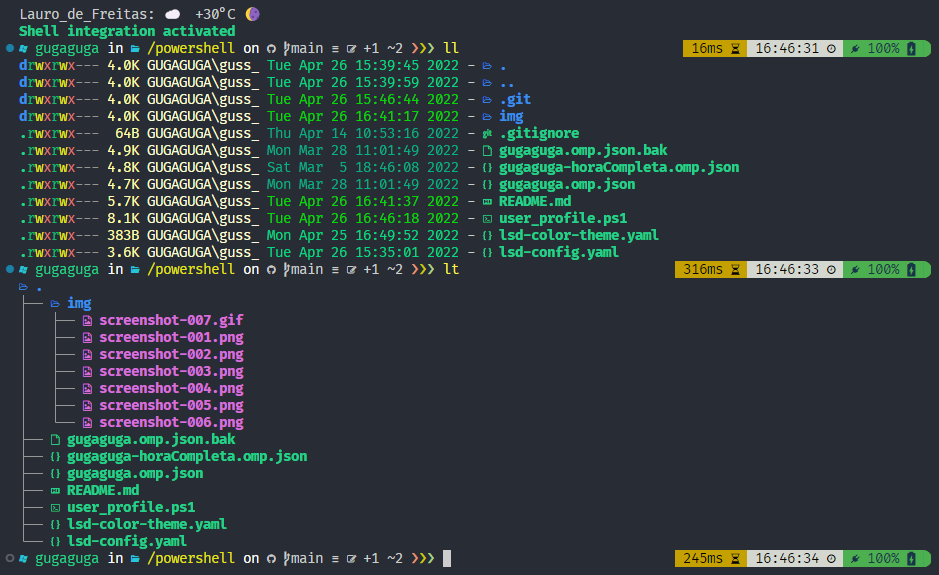 Lauro_de_Freitas: ☁️ +30°C 🌖
Shell integration activated
gugaguga in /powershell on main ≡ +1 ~2 ❯❯❯ ll 16ms 16:46:31 100%
drwxrwx--- 4.0K GUGAGUGA\guss_ Tue Apr 26 15:39:45 2022 - .
drwxrwx--- 4.0K GUGAGUGA\guss_ Tue Apr 26 15:39:59 2022 - ..
drwxrwx--- 4.0K GUGAGUGA\guss_ Tue Apr 26 15:46:44 2022 - .git
drwxrwx--- 4.0K GUGAGUGA\guss_ Tue Apr 26 16:41:17 2022 - img
.rwxrwx--- 64B GUGAGUGA\guss_ Thu Apr 14 10:53:16 2022 - .gitignore
.rwxrwx--- 4.9K GUGAGUGA\guss_ Mon Mar 28 11:01:49 2022 - gugaguga.omp.json.bak
.rwxrwx--- 4.8K GUGAGUGA\guss_ Sat Mar 5 18:46:08 2022 - gugaguga-horaCompleta.omp.json
.rwxrwx--- 4.7K GUGAGUGA\guss_ Mon Mar 28 11:01:49 2022 - gugaguga.omp.json
.rwxrwx--- 5.7K GUGAGUGA\guss_ Tue Apr 26 16:41:37 2022 - README.md
.rwxrwx--- 8.1K GUGAGUGA\guss_ Tue Apr 26 16:46:18 2022 - user_profile.ps1
.rwxrwx--- 383B GUGAGUGA\guss_ Mon Apr 25 16:49:52 2022 - lsd-color-theme.yaml
.rwxrwx--- 3.6K GUGAGUGA\guss_ Tue Apr 26 15:35:01 2022 - lsd-config.yaml
gugaguga in /powershell on main ≡ +1 ~2 ❯❯❯ lt 316ms 16:46:33 100%
.
img
screenshot-007.gif
screenshot-001.png
screenshot-002.png
screenshot-003.png
screenshot-004.png
screenshot-005.png
screenshot-006.png
gugaguga.omp.json.bak
gugaguga-horaCompleta.omp.json
gugaguga.omp.json
README.md
user_profile.ps1
lsd-color-theme.yaml
lsd-config.yaml
gugaguga in /powershell on main ≡ +1 ~2 ❯❯❯ 245ms 16:46:34 100%